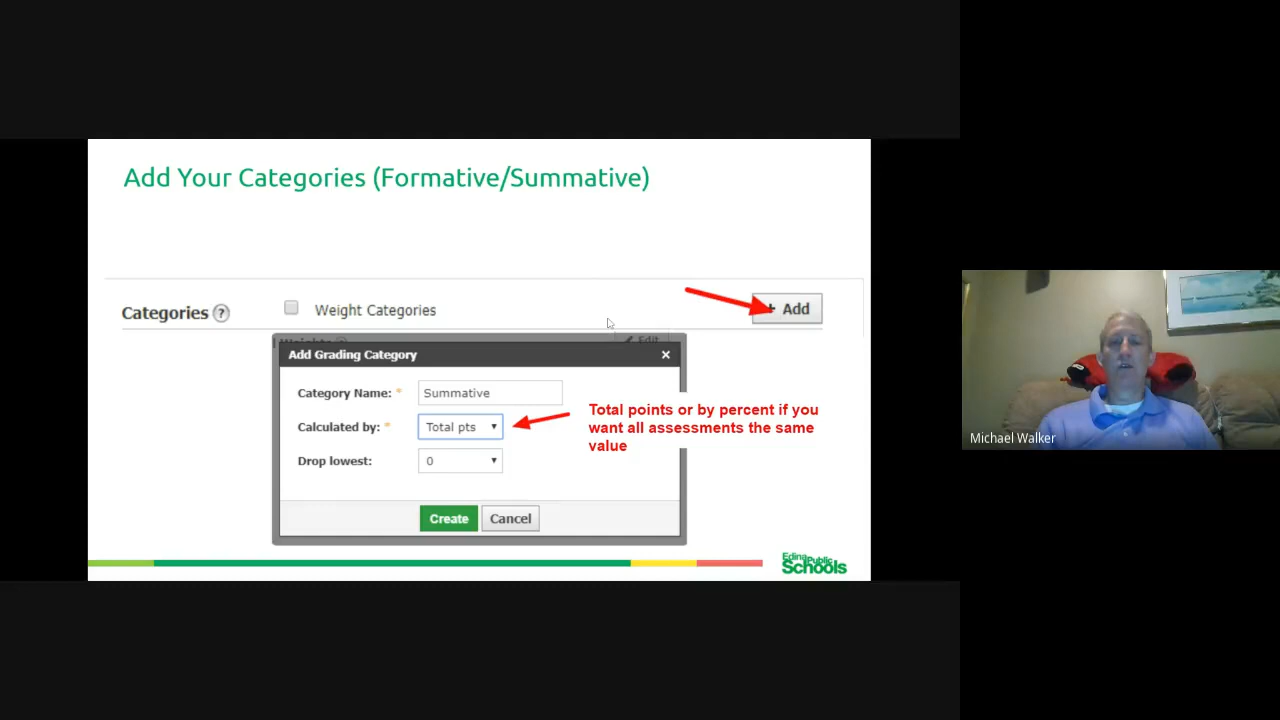 Add Your Categories (Formative/Summative)
Categories ?
Weight Categories
+ Add
Edit
Add Grading Category
×
Category Name: *
Summative
Calculated by: *
Total pts
Drop lowest:
0
Total points or by percent if you
want all assessments the same
value
Create
Cancel
Edina Public
Schools
Michael Walker